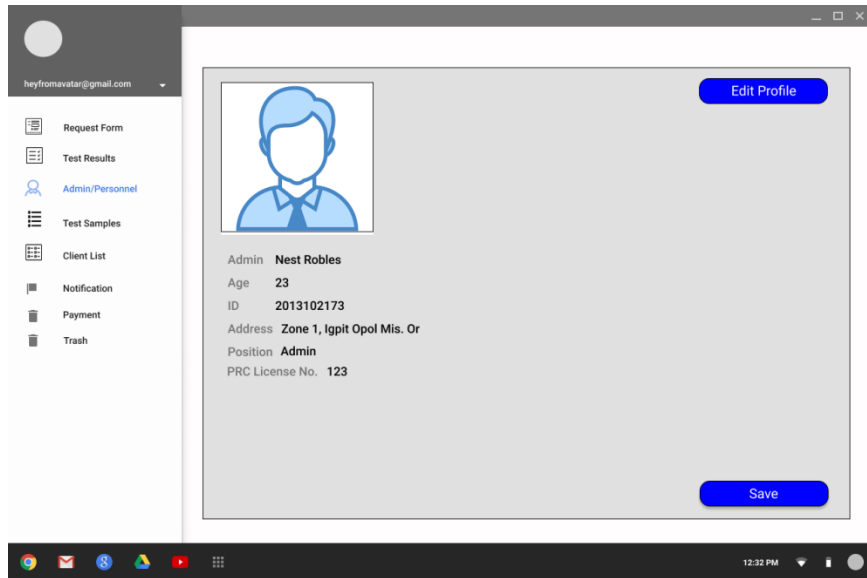 heyfromavatar@gmail.com
Request Form
Test Results
Admin/Personnel
Test Samples
Client List
Notification
Payment
Trash
Edit Profile
Admin Nest Robles
Age 23
ID 2013102173
Address Zone 1, Igpit Opol Mis. Or
Position Admin
PRC License No. 123
Save
12:32 PM